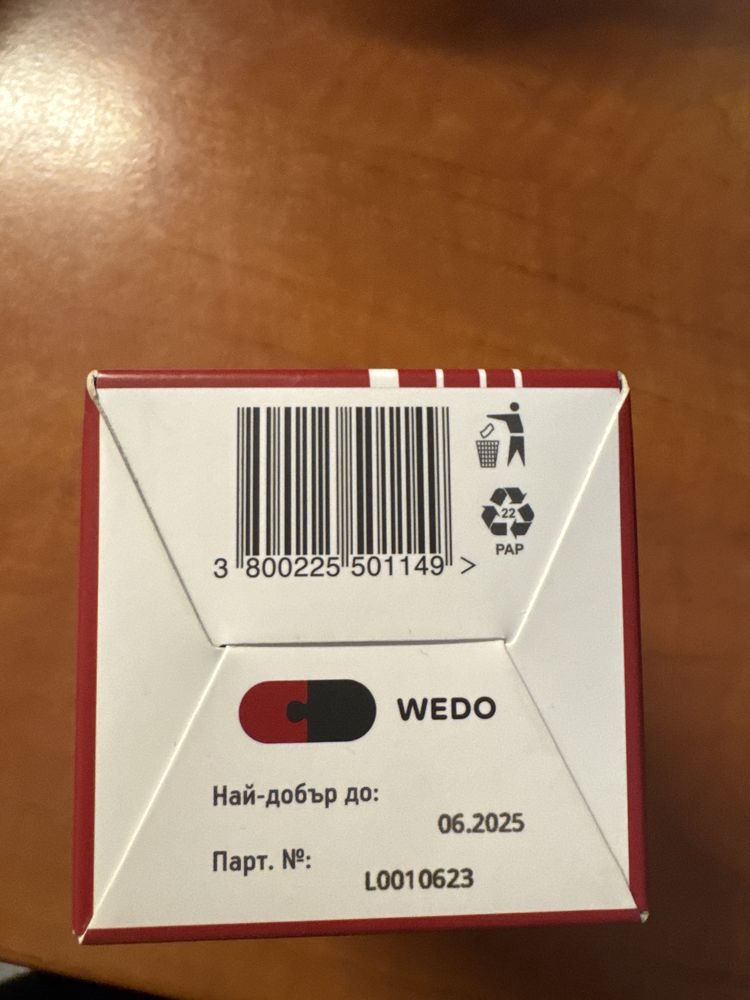 3 800225 501149 >
22
PAP
WEDO
Най-добър до:
06.2025
Парт. №:
L0010623